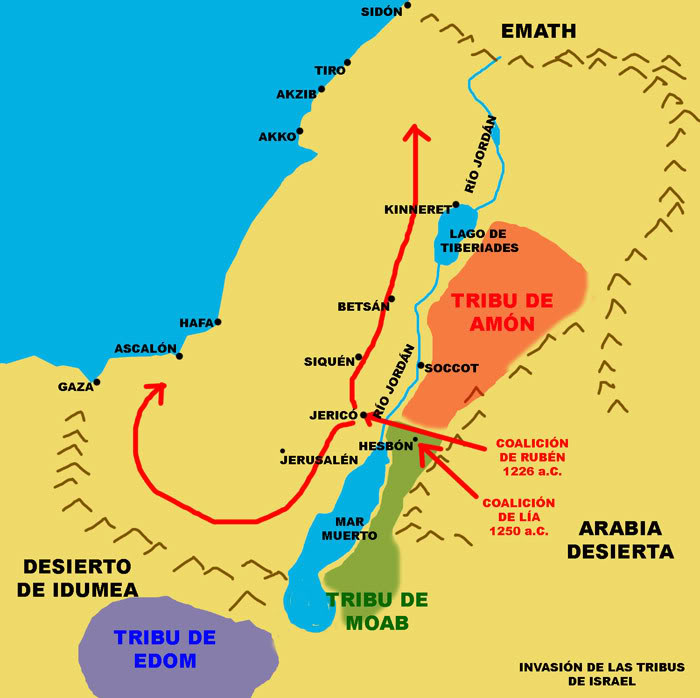 SIDÓN
EMATH
TIRO
AKZIB
AKKO
RÍO JORDÁN
KINNERET
LAGO DE
TIBERIADES
TRIBU DE
AMÓN
BETSÁN
HAFA
ASCALÓN
SIQUÉN
RÍO JORDÁN
SOCCOT
GAZA
JERICÓ
HESBÓN
JERUSALÉN
COALICIÓN
DE RUBÉN
1226 a.C.
COALICIÓN
DE LÍA
1250 a.C.
MAR
MUERTO
ARABIA
DESIERTA
DESIERTO
DE IDUMEA
TRIBU DE
MOAB
TRIBU DE
EDOM
INVASIÓN DE LAS TRIBUS
DE ISRAEL